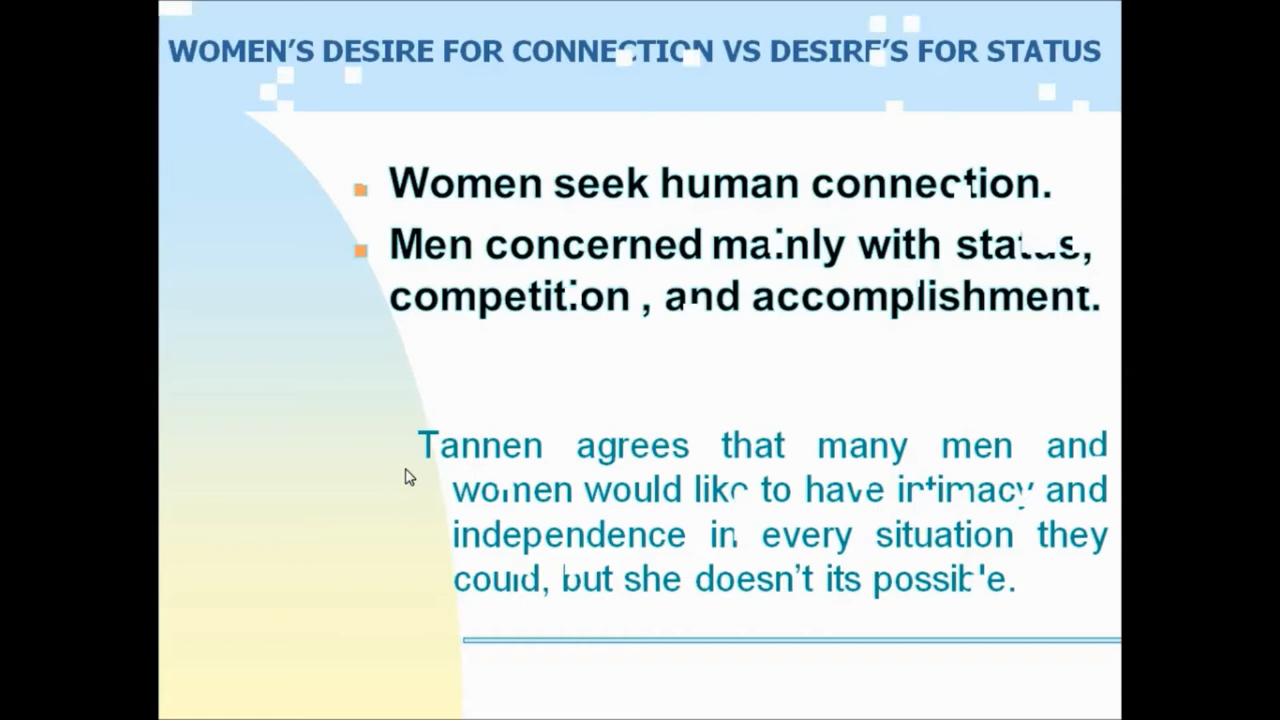 WOMEN’S DESIRE FOR CONNECTION VS DESIRE’S FOR STATUS
Women seek human connection.
Men concerned mainly with status,
competition , and accomplishment.
Tannen agrees that many men and
women would like to have intimacy and
independence in every situation they
could, but she doesn’t its possible.